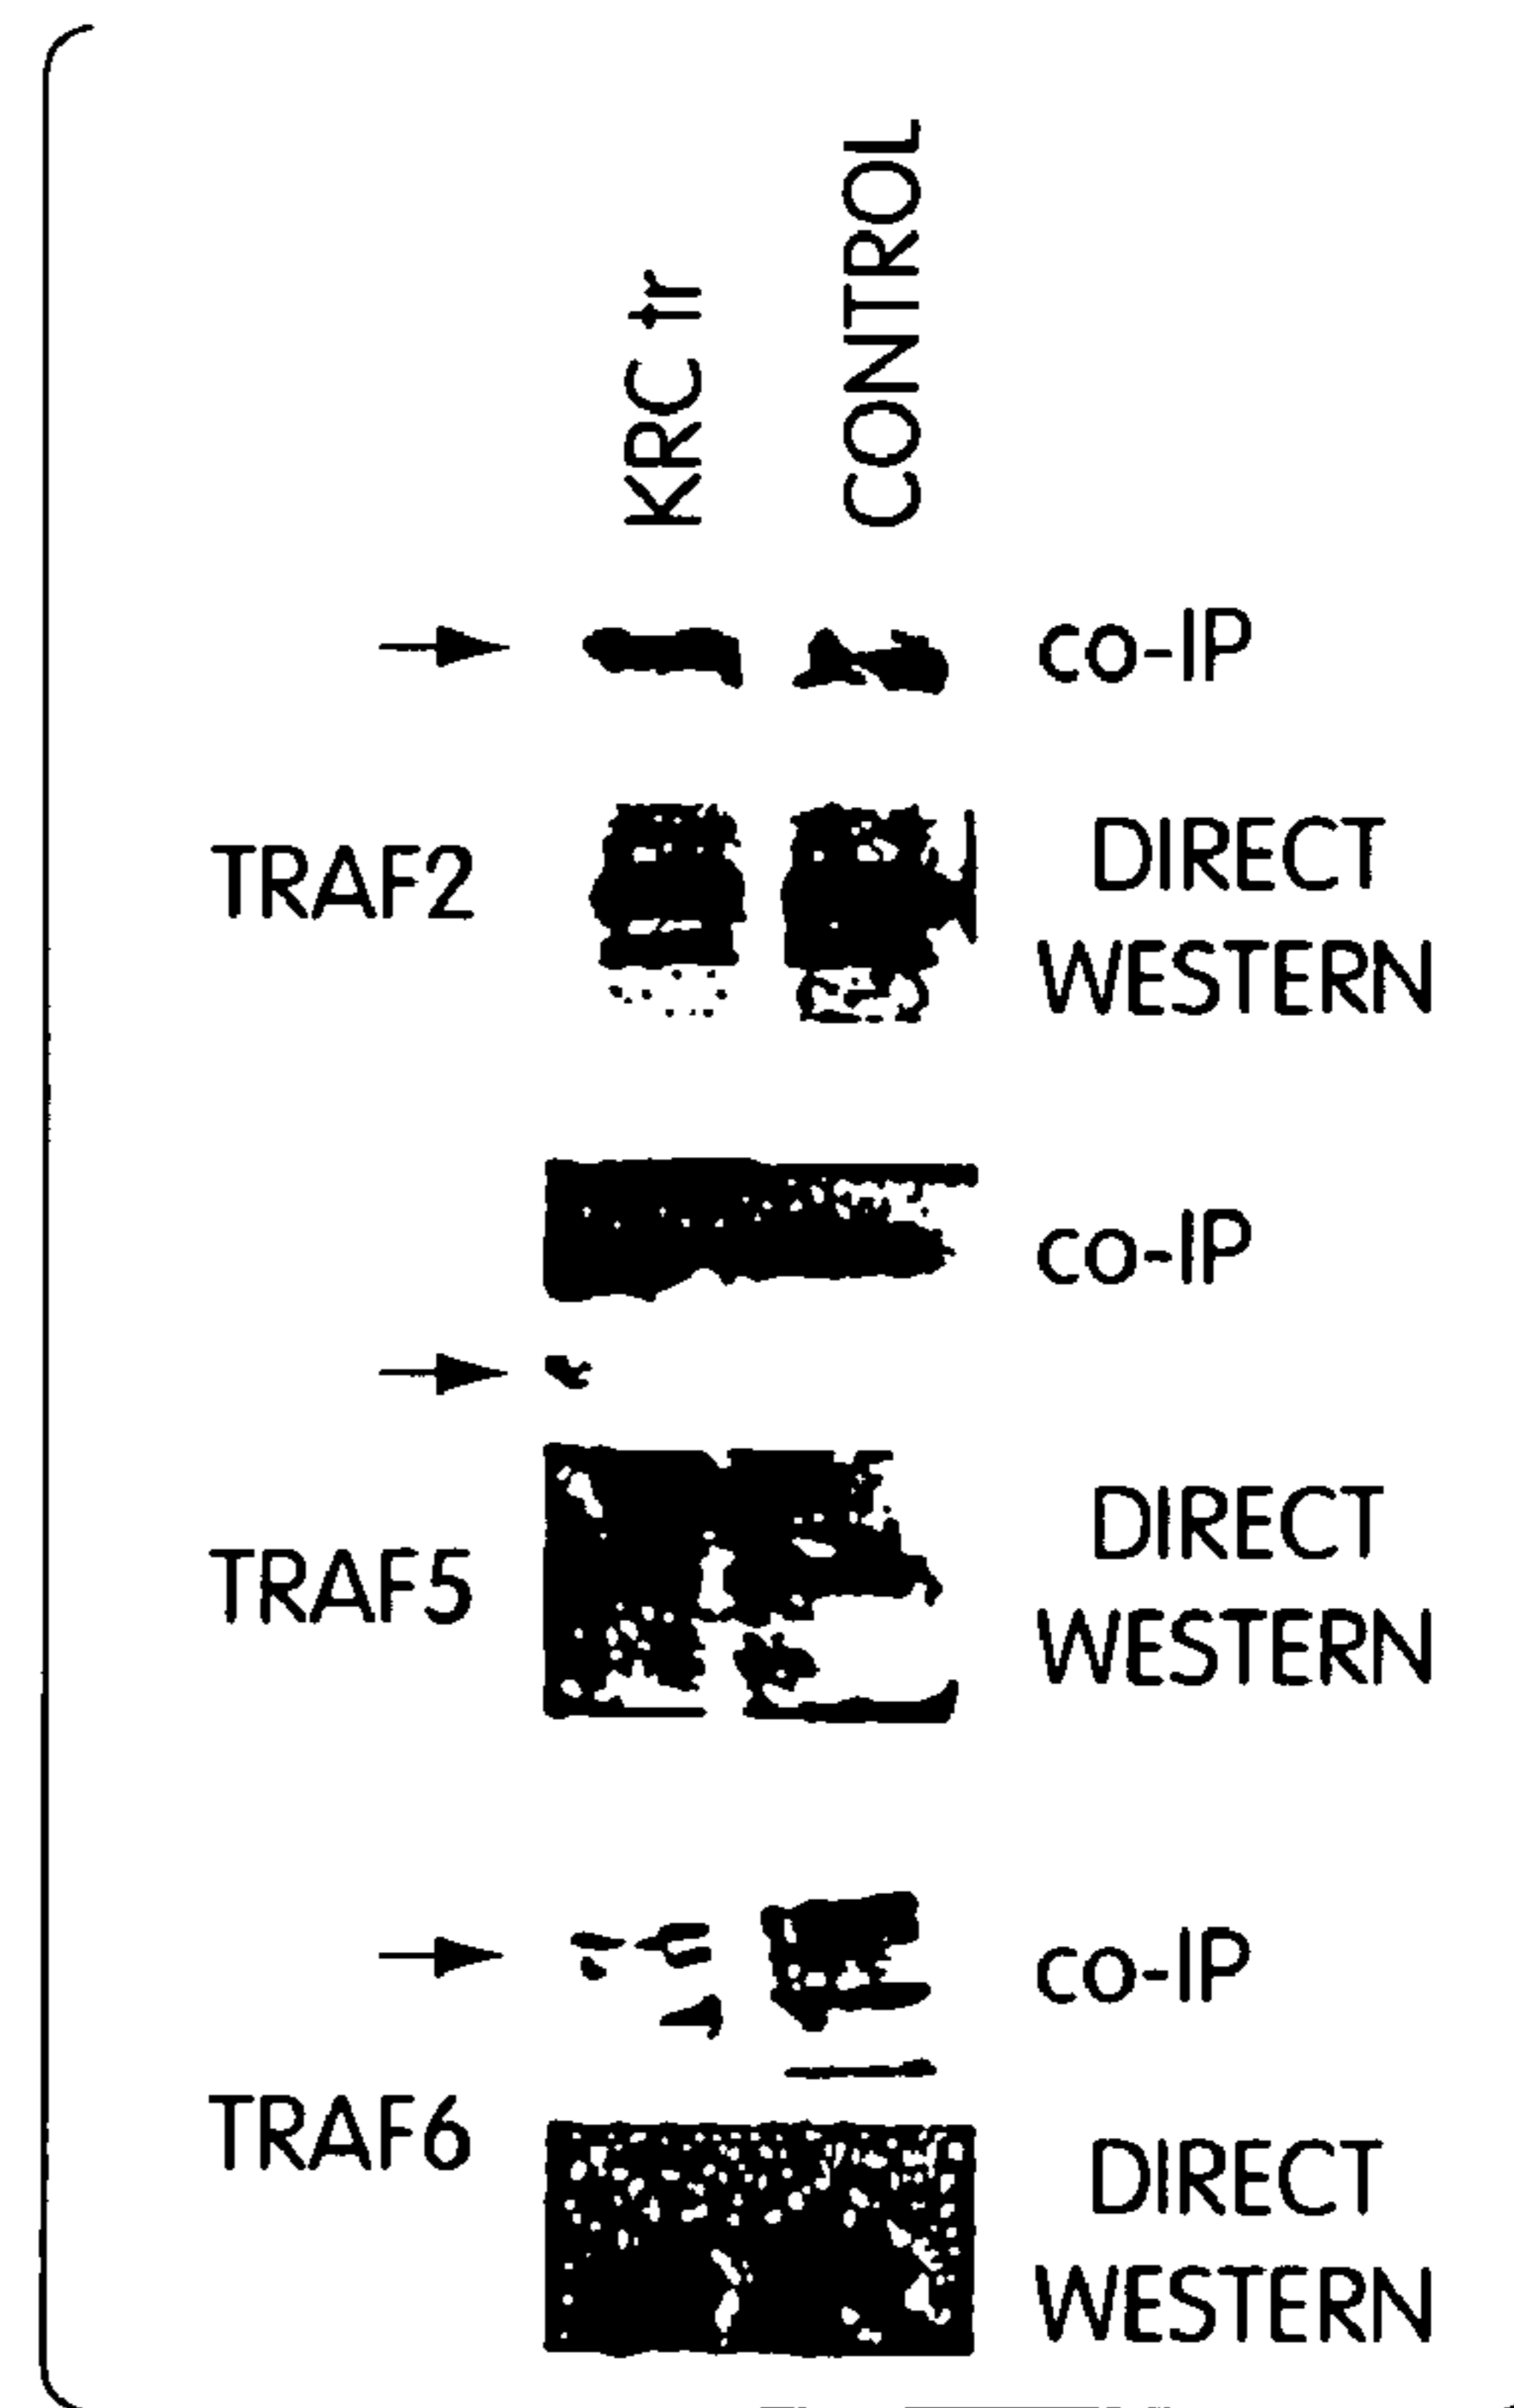 KRC tr
CONTROL
co-IP
TRAF2
DIRECT
WESTERN
co-IP
TRAF5
DIRECT
WESTERN
co-IP
TRAF6
DIRECT
WESTERN